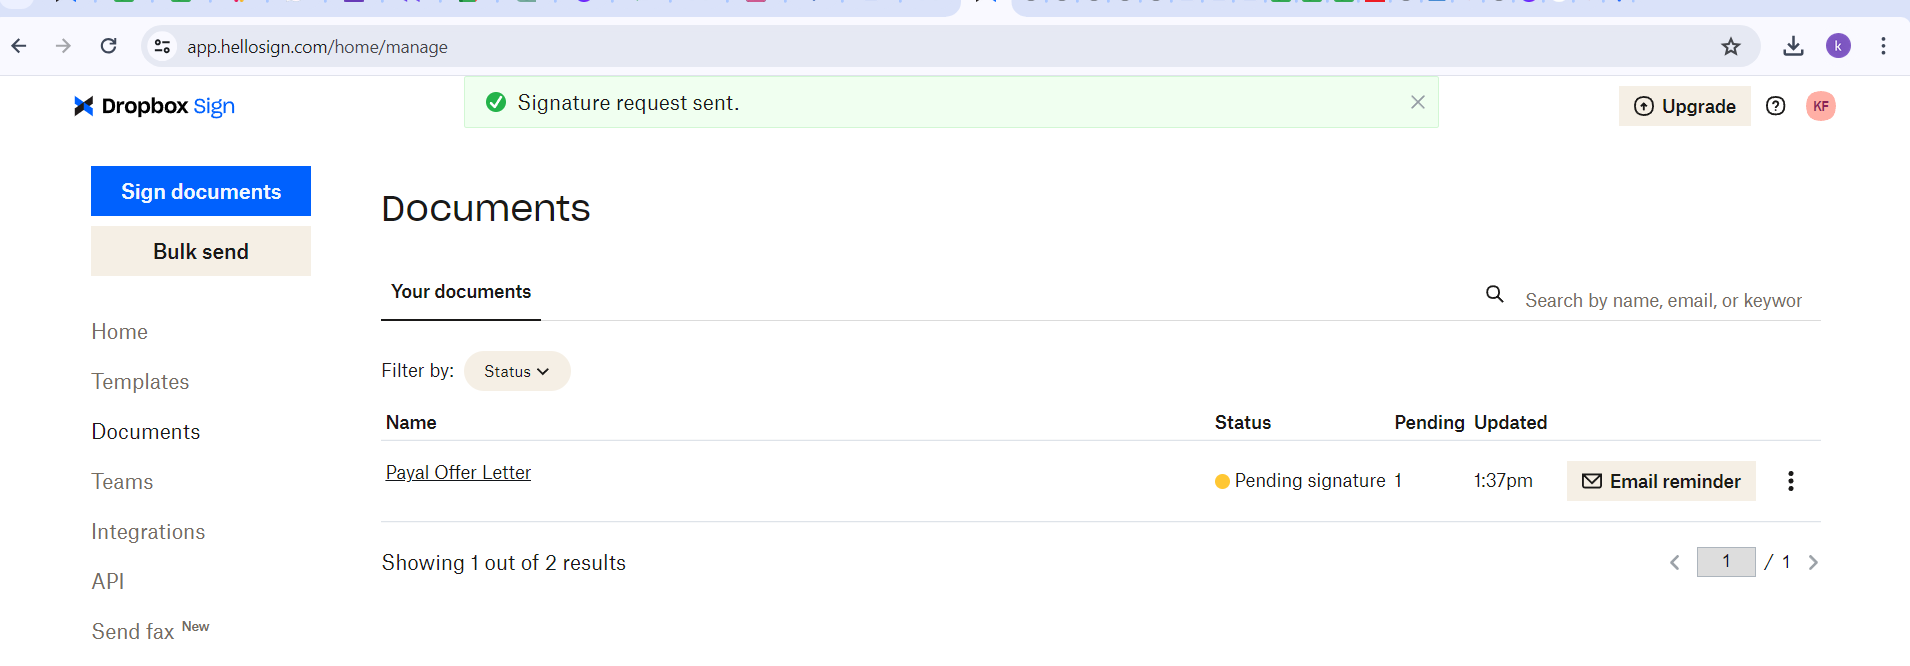 app.hellosign.com/home/manage
k
Dropbox Sign
Signature request sent.
Upgrade
KF
Sign documents
Bulk send
Home
Templates
Documents
Teams
Integrations
API
Send fax New
Documents
Your documents
Search by name, email, or keywor
Filter by: Status
Name Status Pending Updated
Payal Offer Letter Pending signature 1 1:37pm Email reminder
Showing 1 out of 2 results
1 / 1